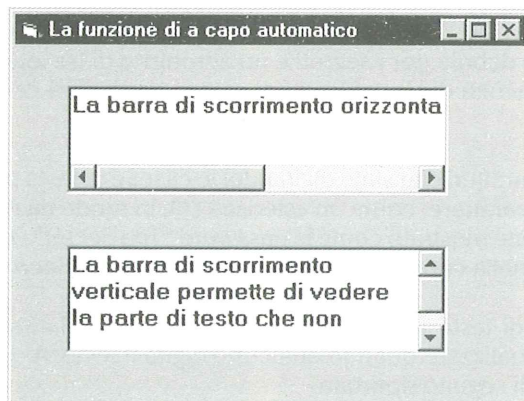 La funzione di a capo automatico
La barra di scorrimento orizzonta
La barra di scorrimento
verticale permette di vedere
la parte di testo che non